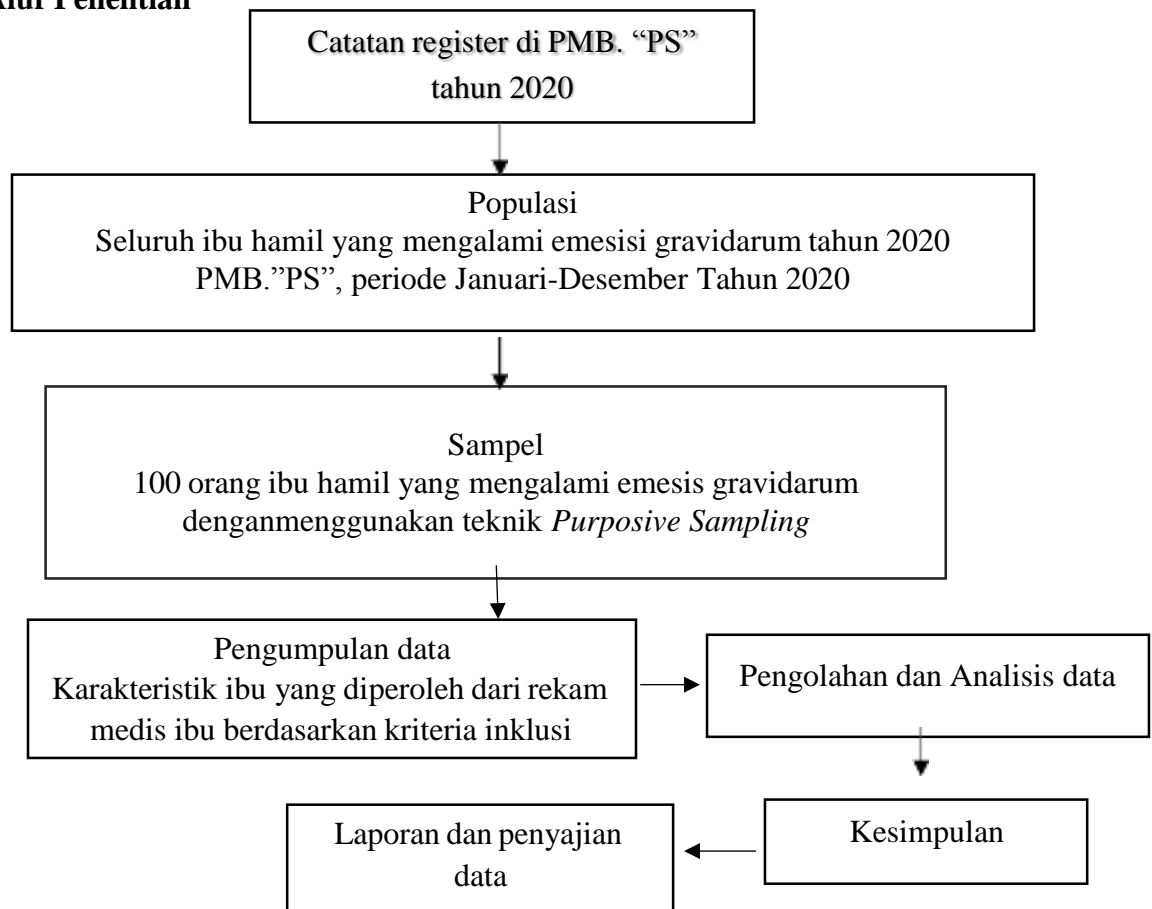 Catatan register di PMB. “PS”
tahun 2020
Populasi
Seluruh ibu hamil yang mengalami emesisi gravidarum tahun 2020
PMB.”PS”, periode Januari-Desember Tahun 2020
Sampel
100 orang ibu hamil yang mengalami emesis gravidarum
denganmenggunakan teknik Purposive Sampling
Pengumpulan data
Karakteristik ibu yang diperoleh dari rekam
medis ibu berdasarkan kriteria inklusi
Pengolahan dan Analisis data
Kesimpulan
Laporan dan penyajian
data